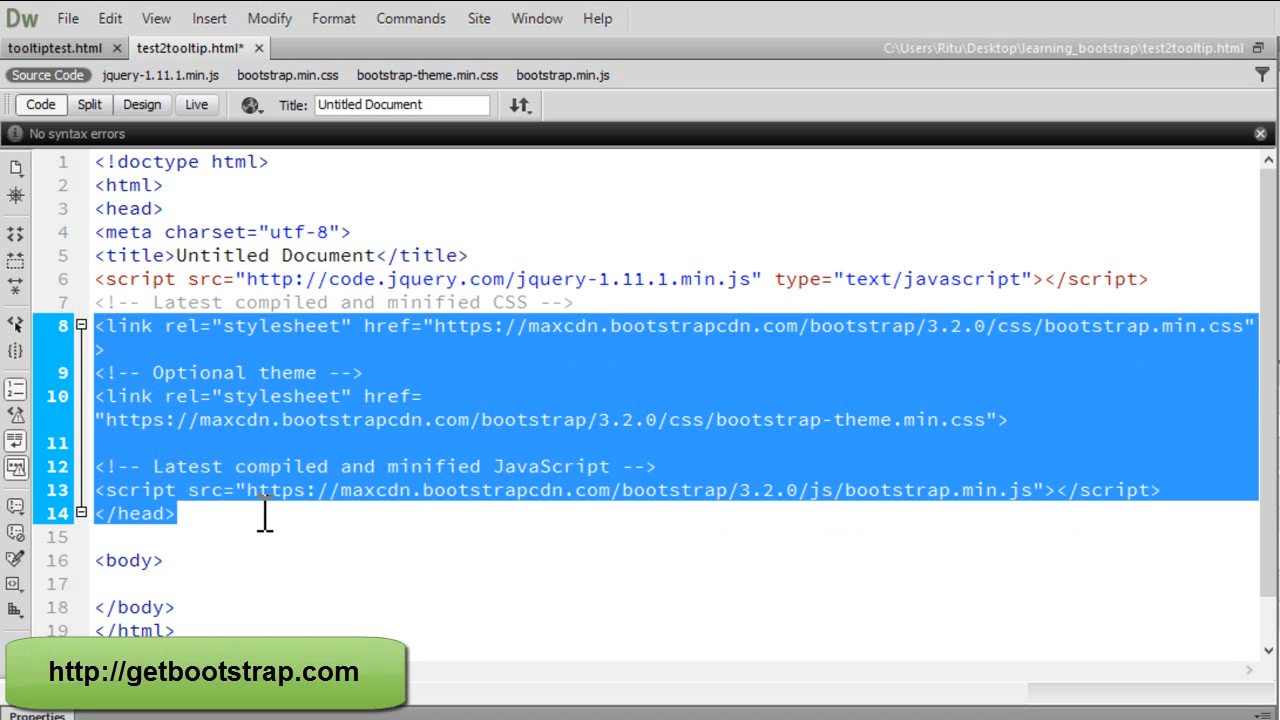 Dw File Edit View Insert Modify Format Commands Site Window Help
tooltiptest.html × test2tooltip.html* × C:\Users\Ritu\Desktop\learning_bootstrap\test2tooltip.html
Source Code jquery-1.11.1.min.js bootstrap.min.css bootstrap-theme.min.css bootstrap.min.js
Code Split Design Live Title: Untitled Document
No syntax errors
1 <!doctype html>
2 <html>
3 <head>
4 <meta charset="utf-8">
5 <title>Untitled Document</title>
6 <script src="http://code.jquery.com/jquery-1.11.1.min.js" type="text/javascript"></script>
7 <!-- Latest compiled and minified CSS -->
8 <link rel="stylesheet" href="https://maxcdn.bootstrapcdn.com/bootstrap/3.2.0/css/bootstrap.min.css"
>
9 <!-- Optional theme -->
10 <link rel="stylesheet" href=
"https://maxcdn.bootstrapcdn.com/bootstrap/3.2.0/css/bootstrap-theme.min.css">
11
12 <!-- Latest compiled and minified JavaScript -->
13 <script src="https://maxcdn.bootstrapcdn.com/bootstrap/3.2.0/js/bootstrap.min.js"></script>
14 </head>
15
16 <body>
17
18 </body>
19 </html>
http://getbootstrap.com
Properties